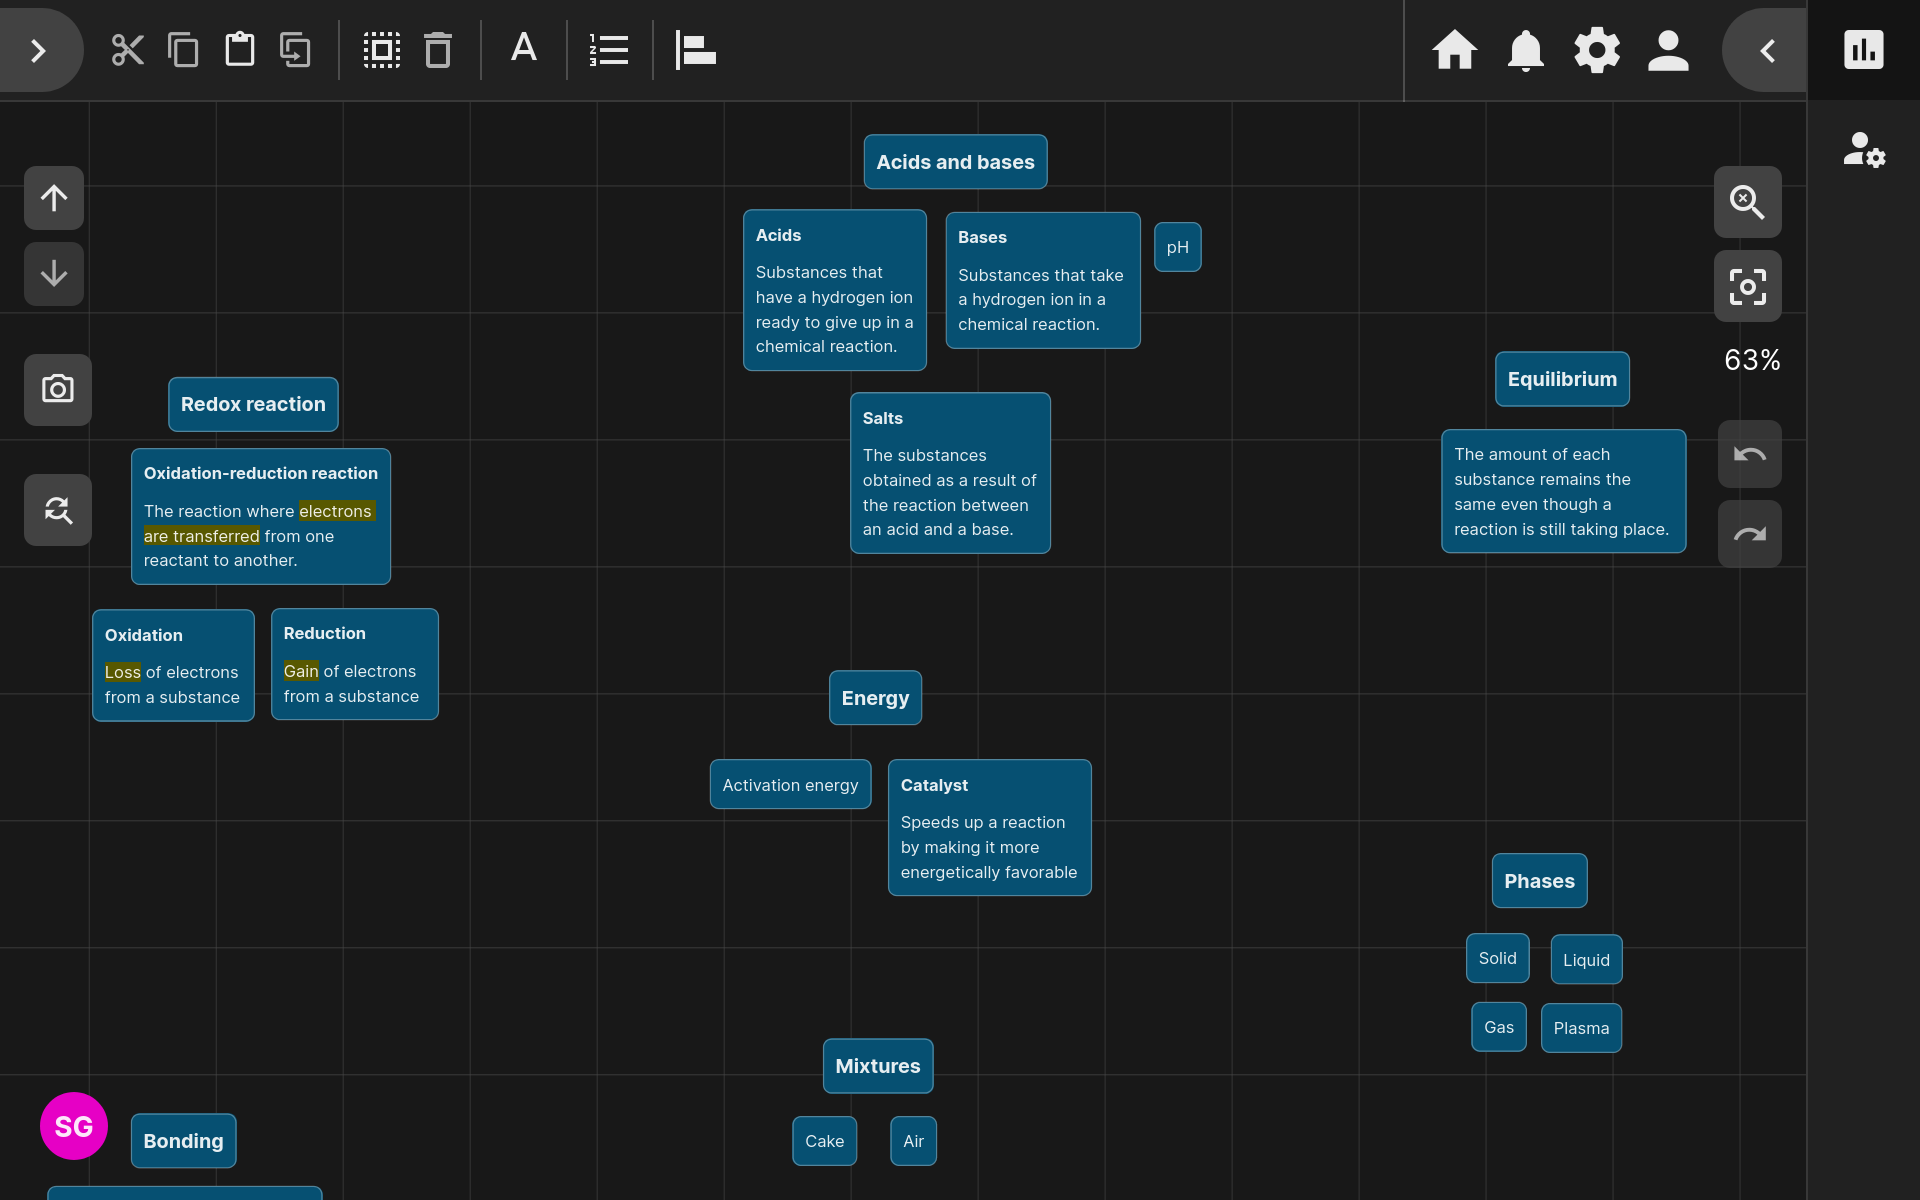 A
63%
Acids and bases
Acids
Substances that
have a hydrogen ion
ready to give up in a
chemical reaction.
Bases
Substances that take
a hydrogen ion in a
chemical reaction.
pH
Salts
The substances
obtained as a result of
the reaction between
an acid and a base.
Redox reaction
Oxidation-reduction reaction
The reaction where electrons
are transferred from one
reactant to another.
Oxidation
Loss of electrons
from a substance
Reduction
Gain of electrons
from a substance
Equilibrium
The amount of each
substance remains the
same even though a
reaction is still taking place.
Energy
Activation energy
Catalyst
Speeds up a reaction
by making it more
energetically favorable
Phases
Solid
Liquid
Gas
Plasma
Mixtures
Cake
Air
SG
Bonding